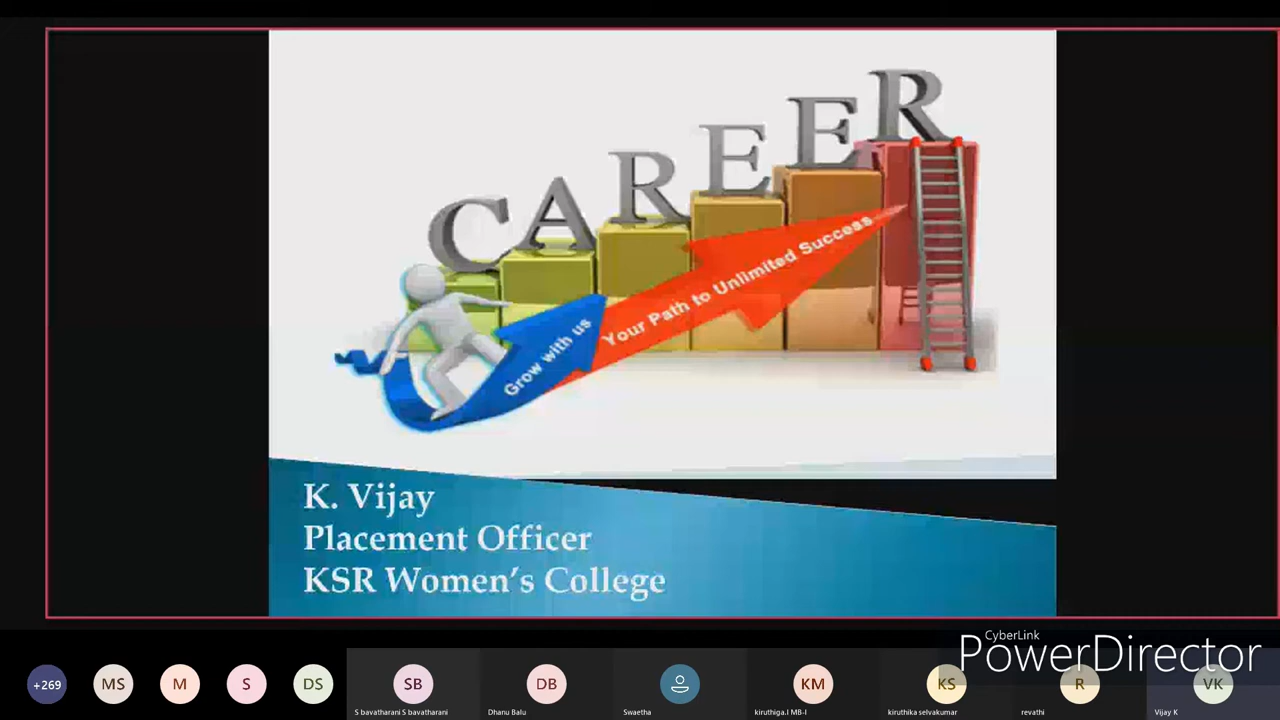 CAREER
Grow with us
Your Path to Unlimited Success
K. Vijay
Placement Officer
KSR Women's College
CyberLink
PowerDirector
+269
MS
M
S
DS
SB
DB
KM
KS
R
VK
S bavatharani S bavatharani
Dhanu Balu
Swaetha
kiruthiga.I MB-I
kiruthika selvakumar
revathi
Vijay K